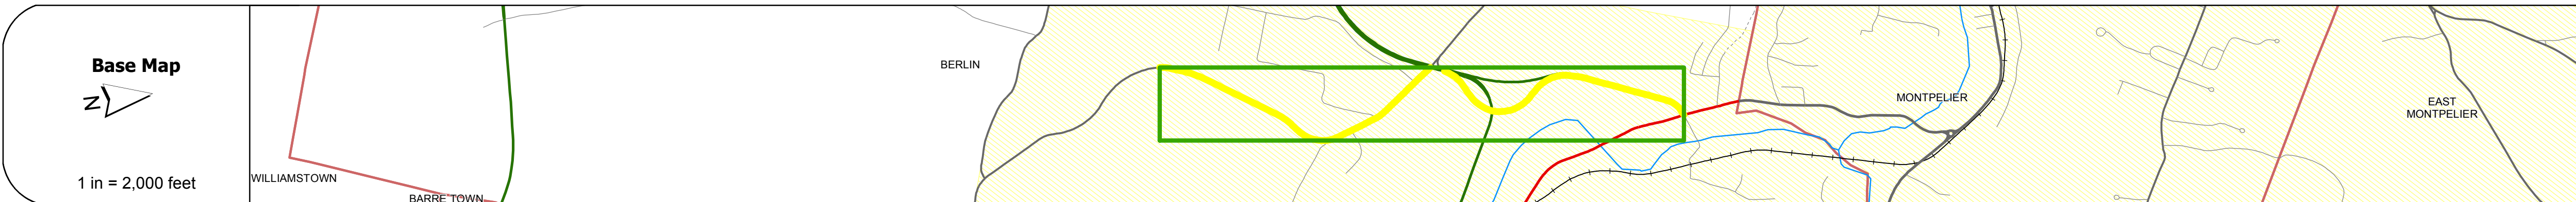 Base Map
N
1 in = 2,000 feet
WILLIAMSTOWN
BARRE TOWN
BERLIN
MONTPELIER
EAST
MONTPELIER